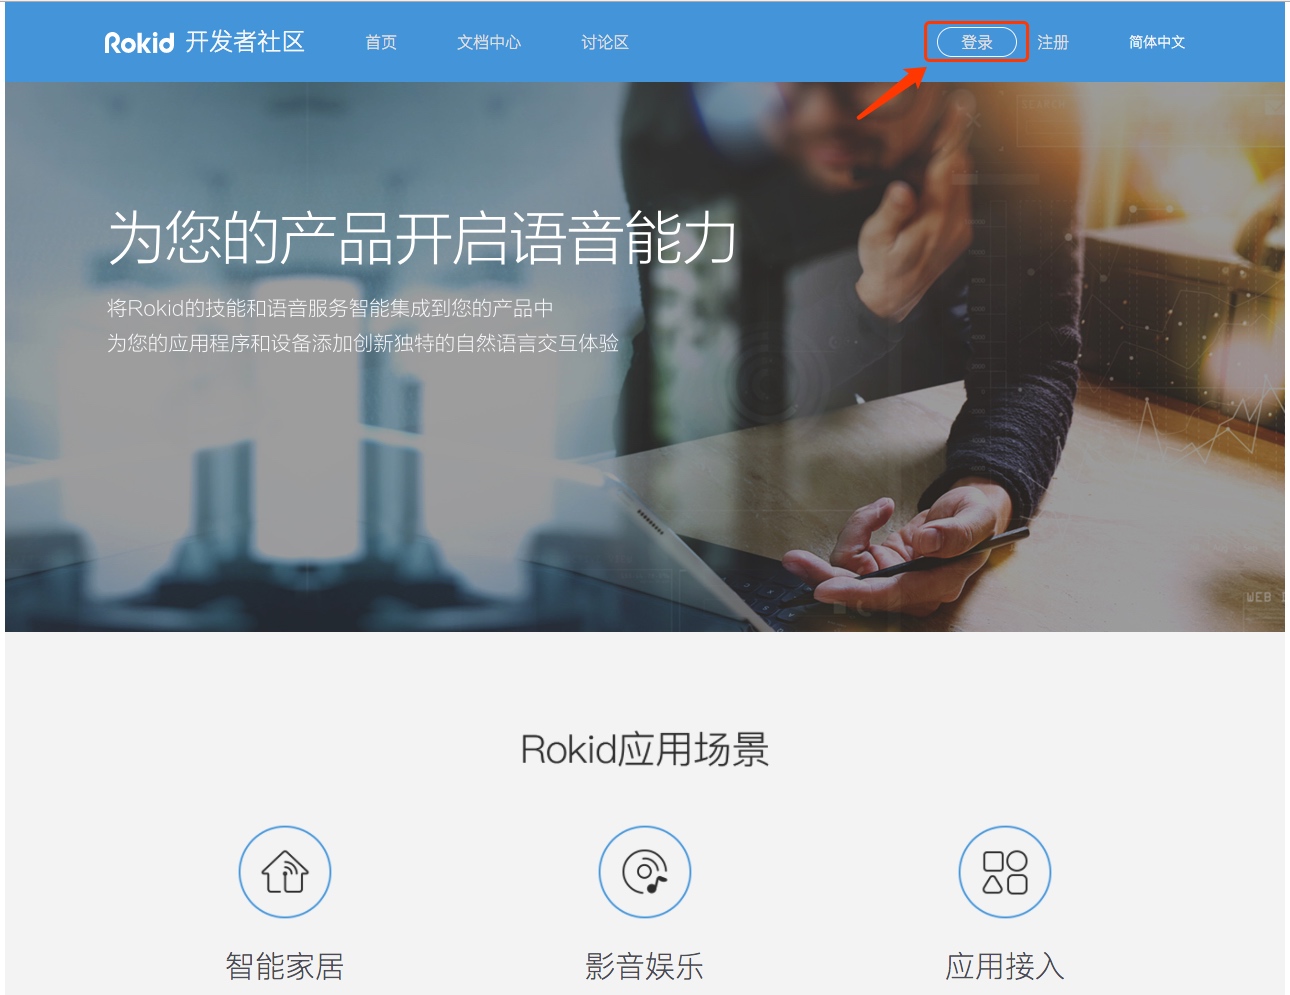 Rokid 开发者社区
首页
文档中心
讨论区
登录
注册
简体中文
SEARCH
为您的产品开启语音能力
将Rokid的技能和语音服务智能集成到您的产品中
为您的应用程序和设备添加创新独特的自然语言交互体验
WEB
Rokid应用场景
智能家居
影音娱乐
应用接入